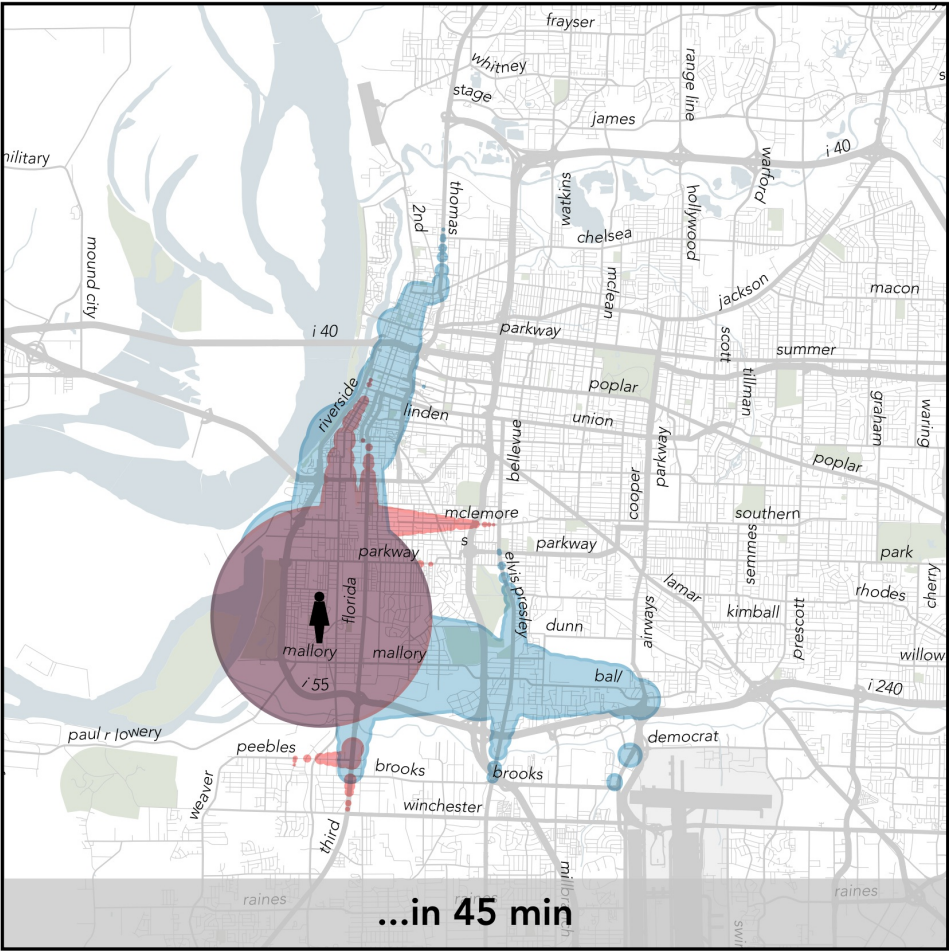 frayser
whitney
range line
stage
james
i 40
military
warford
watkins
thomas
2nd
hollywood
chelsea
mound city
mclean
jackson
macon
i 40
parkway
scott
summer
tillman
poplar
riverside
linden
union
graham
waring
bellevue
parkway
poplar
cooper
mclemore
southern
s
parkway
parkway
semmes
park
elvis presley
lamar
cherry
florida
rhodes
airways
kimball
prescott
dunn
mallory
mallory
willow
ball
i 55
i 240
paul r lowery
democrat
peebles
brooks
brooks
weaver
winchester
third
millbranch
raines
raines
raines
...in 45 min